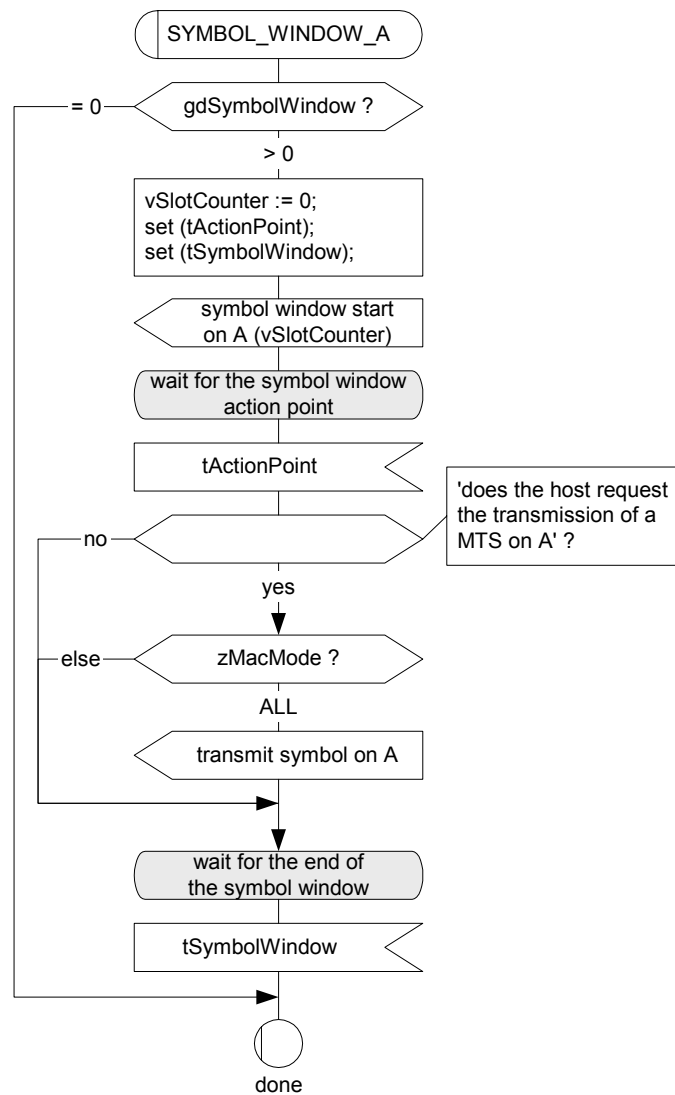 SYMBOL_WINDOW_A
= 0
gdSymbolWindow ?
> 0
vSlotCounter := 0;
set (tActionPoint);
set (tSymbolWindow);
symbol window start
on A (vSlotCounter)
wait for the symbol window
action point
tActionPoint
'does the host request
the transmission of a
MTS on A' ?
no
yes
else
zMacMode ?
ALL
transmit symbol on A
wait for the end of
the symbol window
tSymbolWindow
done